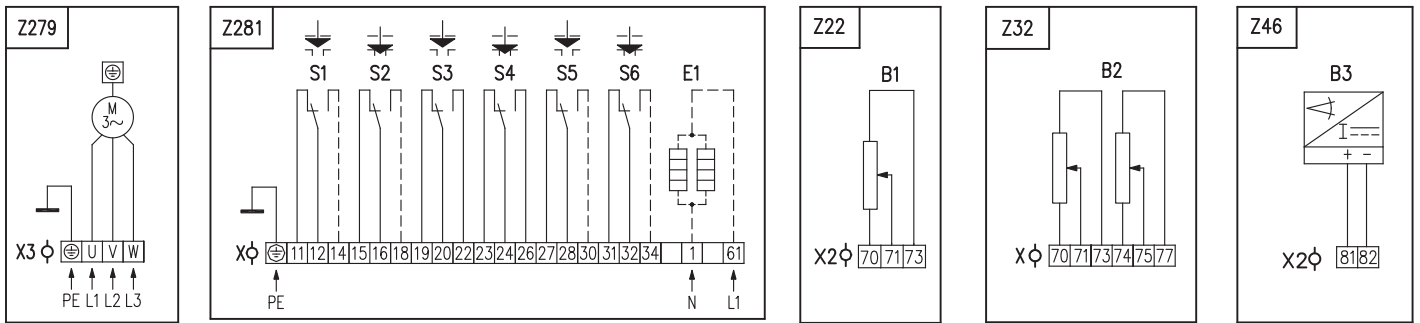 Z279
M
3~
X3
U V W
PE L1 L2 L3
Z281
S1 S2 S3 S4 S5 S6 E1
X
11 12 14 15 16 18 19 20 22 23 24 26 27 28 30 31 32 34 1 61
PE N L1
Z22
B1
X2 70 71 73
Z32
B2
X 70 71 73 74 75 77
Z46
B3
I
+ -
X2 81 82